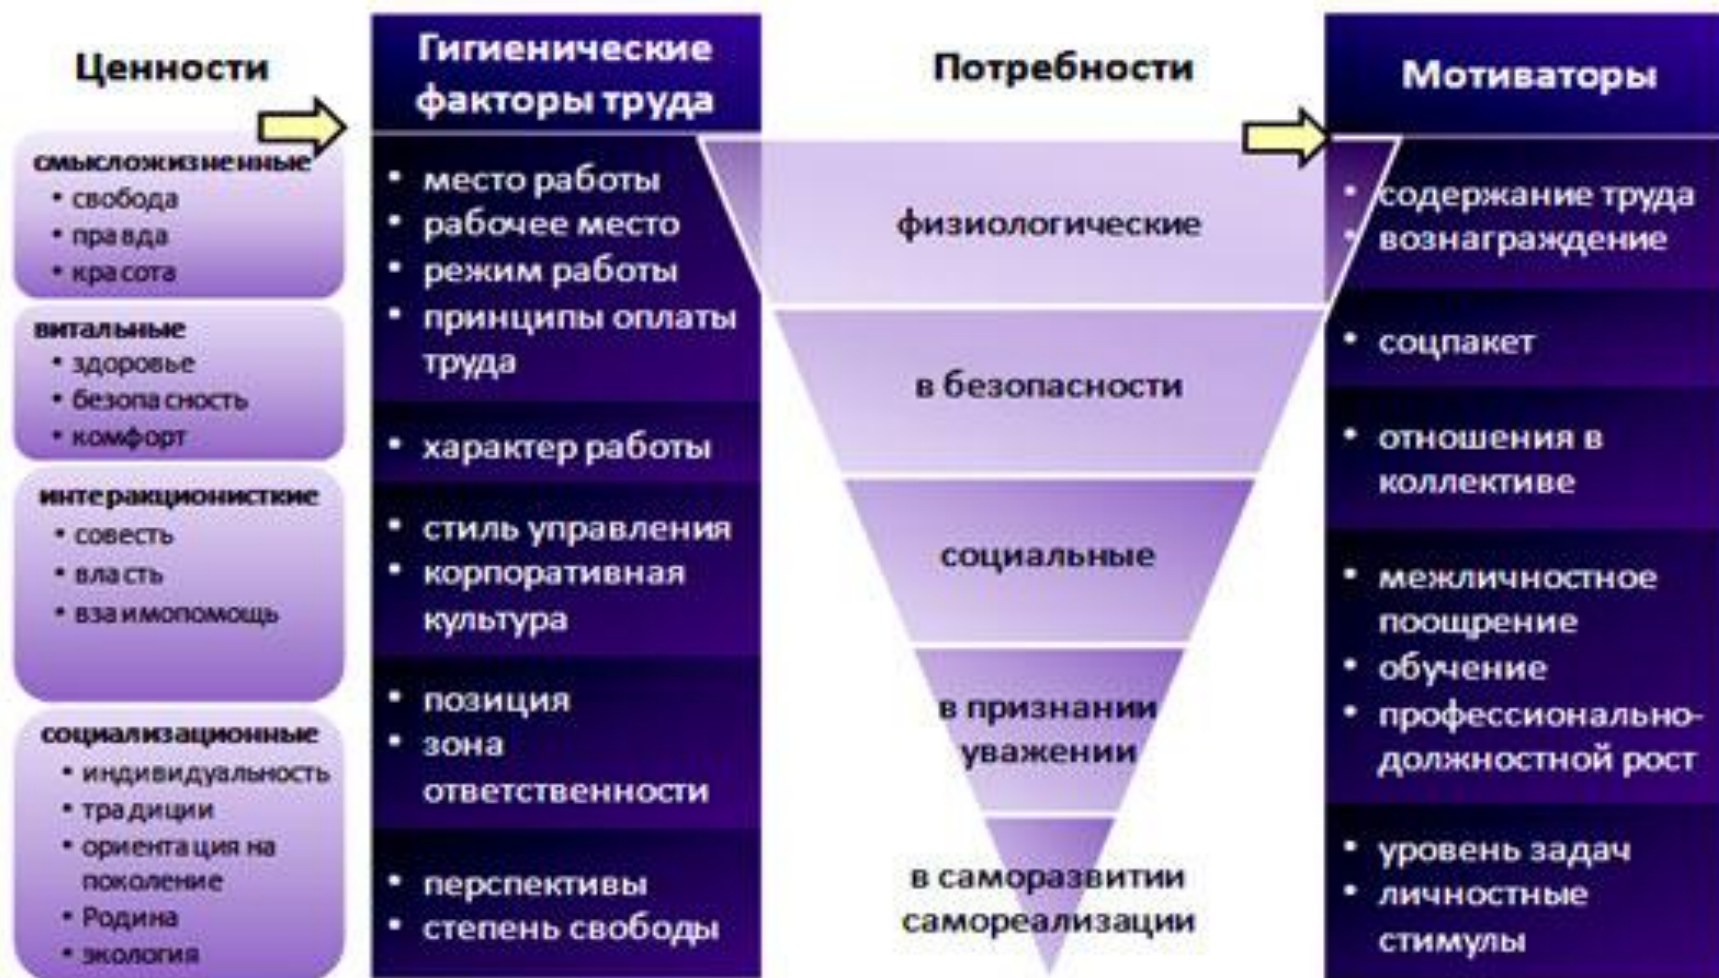 Ценности
смысложизненные
• свобода
• правда
• красота
витальные
• здоровье
• безопасность
• комфорт
интеракционисткие
• совесть
• власть
• взаимопомощь
социализационные
• индивидуальность
• традиции
• ориентация на
поколение
• Родина
• экология
Гигиенические
факторы труда
• место работы
• рабочее место
• режим работы
• принципы оплаты
труда
• характер работы
• стиль управления
• корпоративная
культура
• позиция
• зона
ответственности
• перспективы
• степень свободы
Потребности
физиологические
в безопасности
социальные
в признании
уважении
в саморазвитии
самореализации
Мотиваторы
• содержание труда
• вознаграждение
• соцпакет
• отношения в
коллективе
• межличностное
поощрение
• обучение
• профессионально-
должностной рост
• уровень задач
• личностные
стимулы